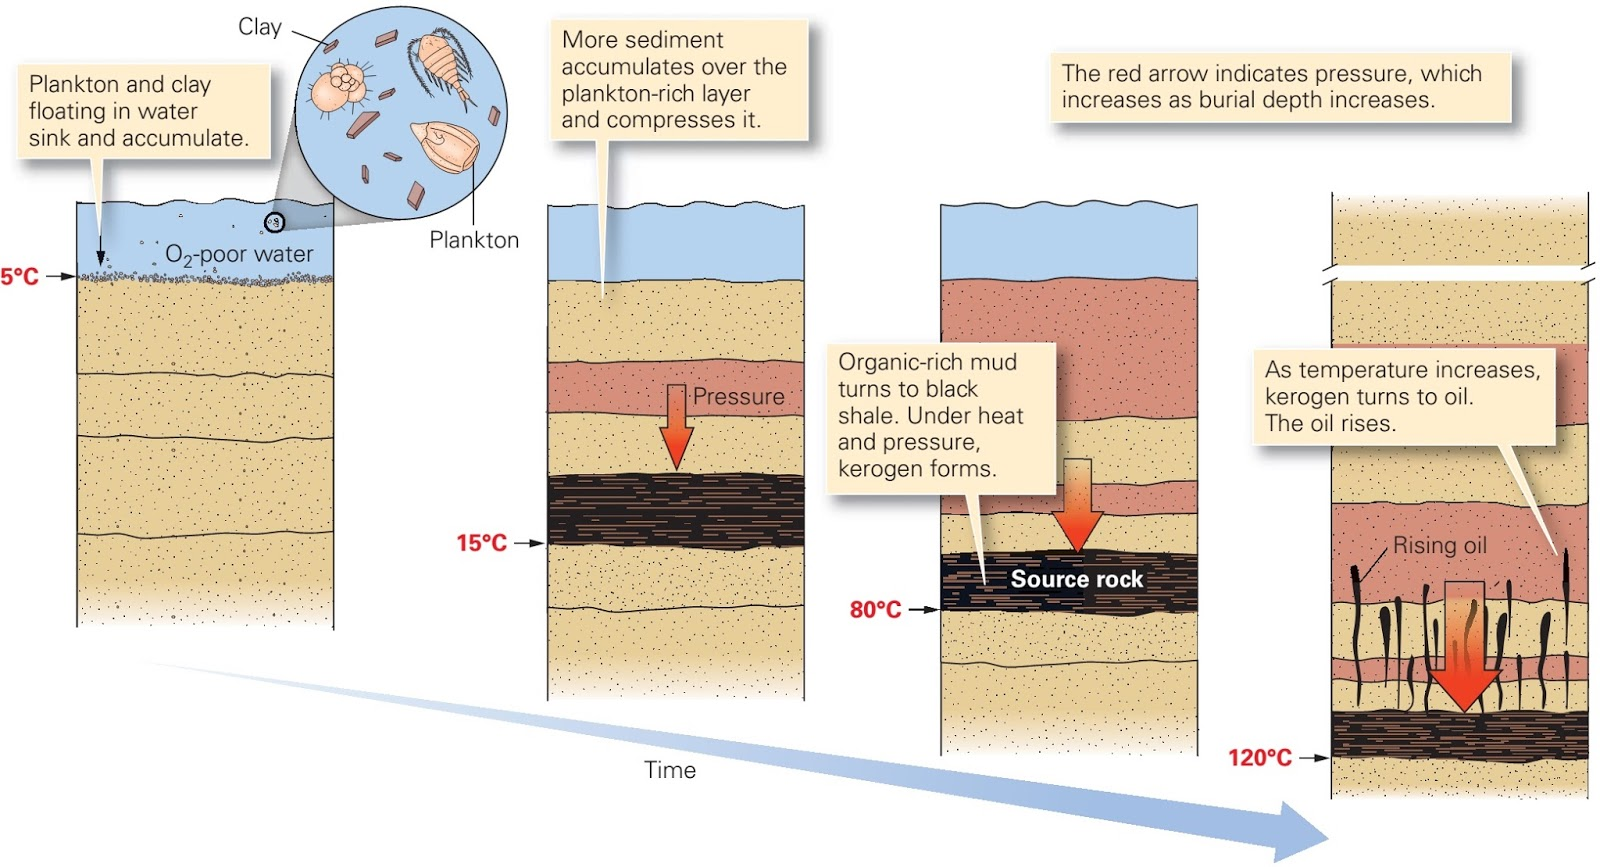 Clay
Plankton and clay
floating in water
sink and accumulate.
O₂-poor water
Plankton
5°C
More sediment
accumulates over the
plankton-rich layer
and compresses it.
Pressure
15°C
The red arrow indicates pressure, which
increases as burial depth increases.
Organic-rich mud
turns to black
shale. Under heat
and pressure,
kerogen forms.
Source rock
80°C
As temperature increases,
kerogen turns to oil.
The oil rises.
Rising oil
120°C
Time